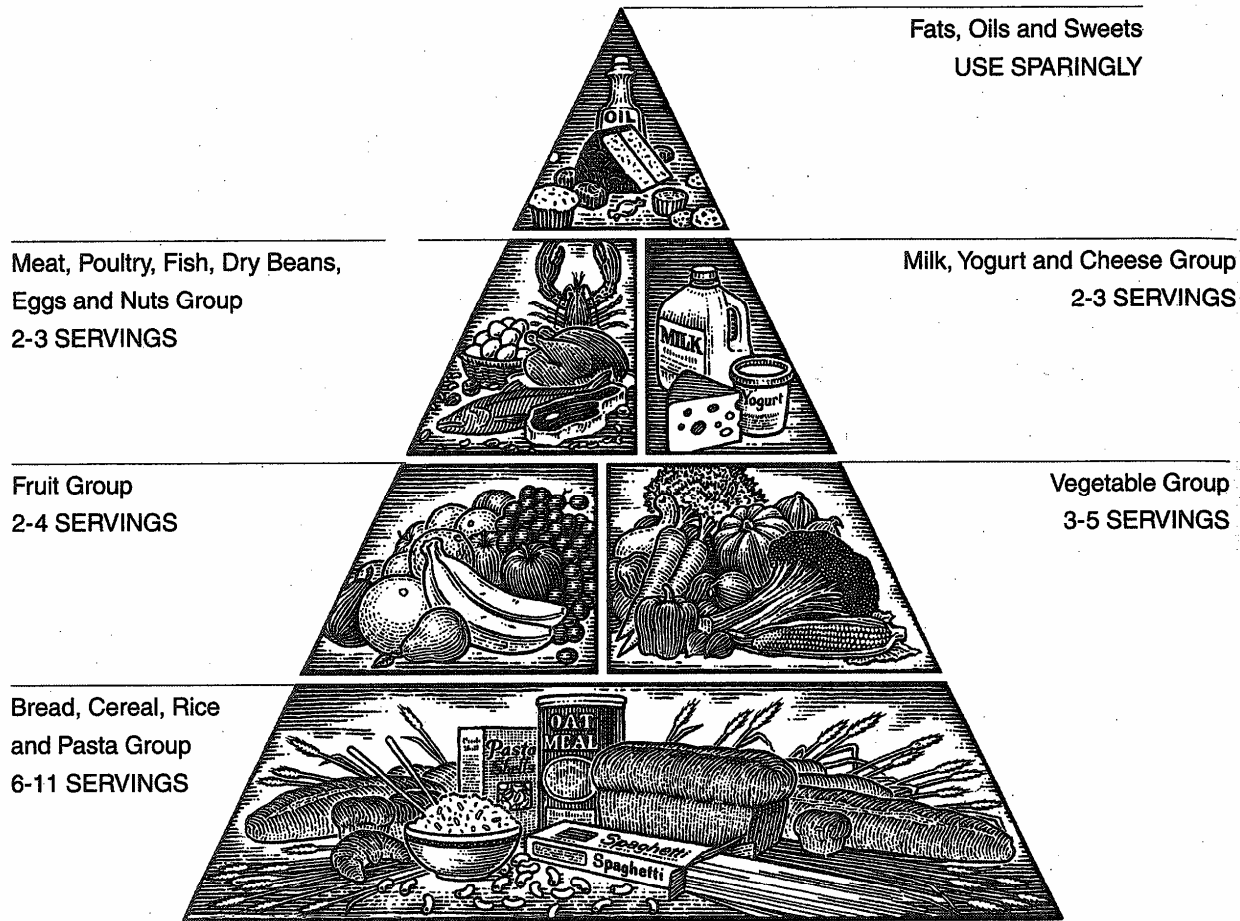 Fats, Oils and Sweets
USE SPARINGLY
OIL
Meat, Poultry, Fish, Dry Beans,
Eggs and Nuts Group
2-3 SERVINGS
Milk, Yogurt and Cheese Group
2-3 SERVINGS
MILK
Yogurt
Fruit Group
2-4 SERVINGS
Vegetable Group
3-5 SERVINGS
Bread, Cereal, Rice
and Pasta Group
6-11 SERVINGS
OAT
MEAL
Pasta
Shells
Spaghetti
Spaghetti